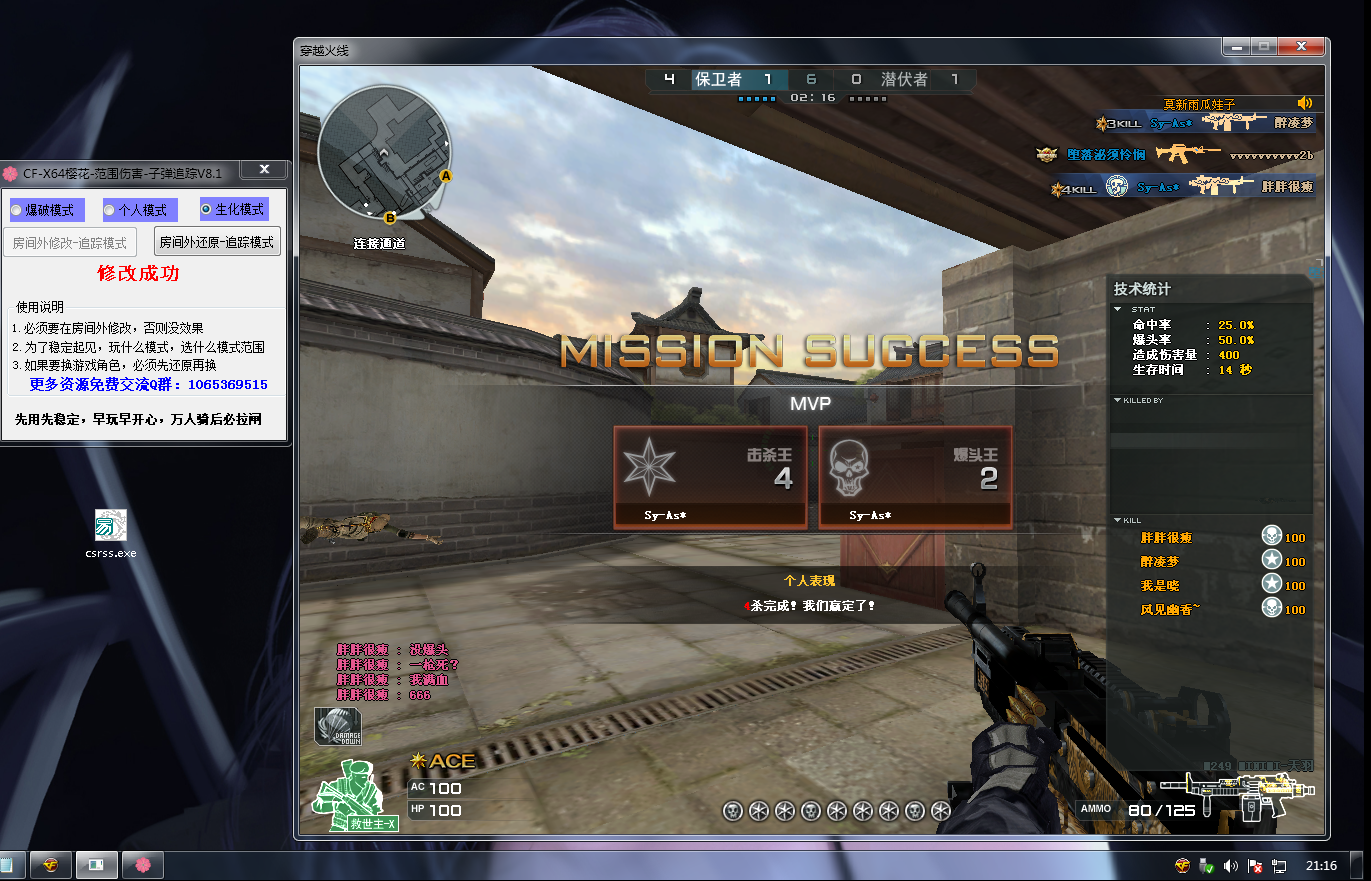 穿越火线
4 保卫者 1 6 0 潜伏者 1
02:16
莫新雨瓜娃子
3KILL Sy-As* 醉凌梦
堕落泌须怜悯 vvvvvvvvvv2b
4KILL Sy-As* 胖胖很瘦
A
B
连接通道
CF-X64樱花-范围伤害-子弹追踪V8.1
爆破模式 个人模式 生化模式
房间外修改-追踪模式 房间外还原-追踪模式
修改成功
使用说明
1. 必须要在房间外修改，否则没效果
2. 为了稳定起见，玩什么模式，选什么模式范围
3. 如果要换游戏角色，必须先还原再换
更多资源免费交流Q群：1065369515
先用先稳定，早玩早开心，万人骑后必拉闸
易
csrss.exe
MISSION SUCCESS
MVP
击杀王
4
Sy-As*
爆头王
2
Sy-As*
个人表现
4杀完成! 我们赢定了!
技术统计
STAT
命中率 : 25.0%
爆头率 : 50.0%
造成伤害量 : 400
生存时间 : 14 秒
KILLED BY
KILL
胖胖很瘦 100
醉凌梦 100
我是晓 100
风见幽香~ 100
胖胖很瘦 : 没爆头
胖胖很瘦 : 一枪死?
胖胖很瘦 : 我满血
胖胖很瘦 : 666
DAMAGE DOWN
ACE
AC 100
HP 100
救世主-X
AMMO 80/125
21:16